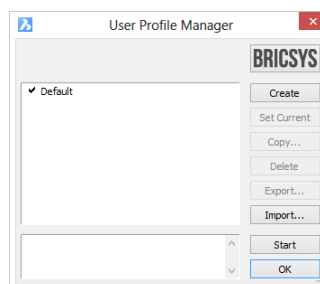 User Profile Manager
BRICSYS
Default
Create
Set Current
Copy...
Delete
Export...
Import...
Start
OK